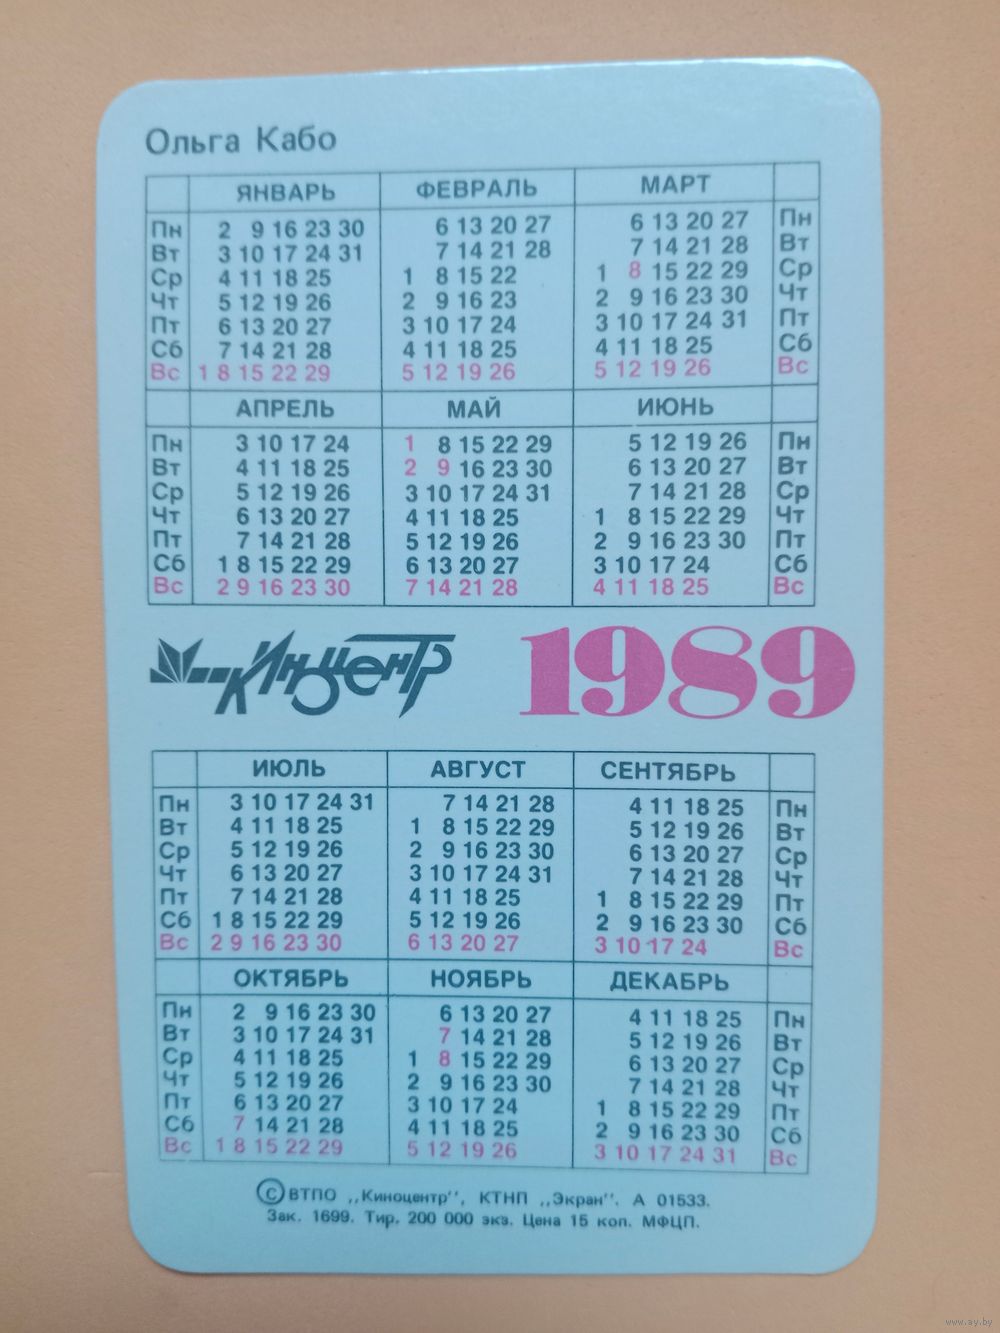 Ольга Кабо
ЯНВАРЬ ФЕВРАЛЬ МАРТ
Пн 2 9 16 23 30 6 13 20 27 6 13 20 27 Пн
Вт 3 10 17 24 31 7 14 21 28 7 14 21 28 Вт
Ср 4 11 18 25 1 8 15 22 1 8 15 22 29 Ср
Чт 5 12 19 26 2 9 16 23 2 9 16 23 30 Чт
Пт 6 13 20 27 3 10 17 24 3 10 17 24 31 Пт
Сб 7 14 21 28 4 11 18 25 4 11 18 25 Сб
Вс 1 8 15 22 29 5 12 19 26 5 12 19 26 Вс
АПРЕЛЬ МАЙ ИЮНЬ
Пн 3 10 17 24 1 8 15 22 29 5 12 19 26 Пн
Вт 4 11 18 25 2 9 16 23 30 6 13 20 27 Вт
Ср 5 12 19 26 3 10 17 24 31 7 14 21 28 Ср
Чт 6 13 20 27 4 11 18 25 1 8 15 22 29 Чт
Пт 7 14 21 28 5 12 19 26 2 9 16 23 30 Пт
Сб 1 8 15 22 29 6 13 20 27 3 10 17 24 Сб
Вс 2 9 16 23 30 7 14 21 28 4 11 18 25 Вс
Киноцентр 1989
ИЮЛЬ АВГУСТ СЕНТЯБРЬ
Пн 3 10 17 24 31 7 14 21 28 4 11 18 25 Пн
Вт 4 11 18 25 1 8 15 22 29 5 12 19 26 Вт
Ср 5 12 19 26 2 9 16 23 30 6 13 20 27 Ср
Чт 6 13 20 27 3 10 17 24 31 7 14 21 28 Чт
Пт 7 14 21 28 4 11 18 25 1 8 15 22 29 Пт
Сб 1 8 15 22 29 5 12 19 26 2 9 16 23 30 Сб
Вс 2 9 16 23 30 6 13 20 27 3 10 17 24 Вс
ОКТЯБРЬ НОЯБРЬ ДЕКАБРЬ
Пн 2 9 16 23 30 6 13 20 27 4 11 18 25 Пн
Вт 3 10 17 24 31 7 14 21 28 5 12 19 26 Вт
Ср 4 11 18 25 1 8 15 22 29 6 13 20 27 Ср
Чт 5 12 19 26 2 9 16 23 30 7 14 21 28 Чт
Пт 6 13 20 27 3 10 17 24 1 8 15 22 29 Пт
Сб 7 14 21 28 4 11 18 25 2 9 16 23 30 Сб
Вс 1 8 15 22 29 5 12 19 26 3 10 17 24 31 Вс
© ВТПО ,,Киноцентр'', КТНП ,,Экран''. А 01533.
Зак. 1699. Тир. 200 000 экз. Цена 15 коп. МФЦП.
www.ay.by